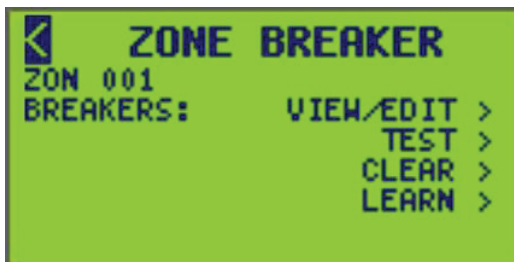 < ZONE BREAKER
ZON 001
BREAKERS: VIEW/EDIT >
TEST >
CLEAR >
LEARN >